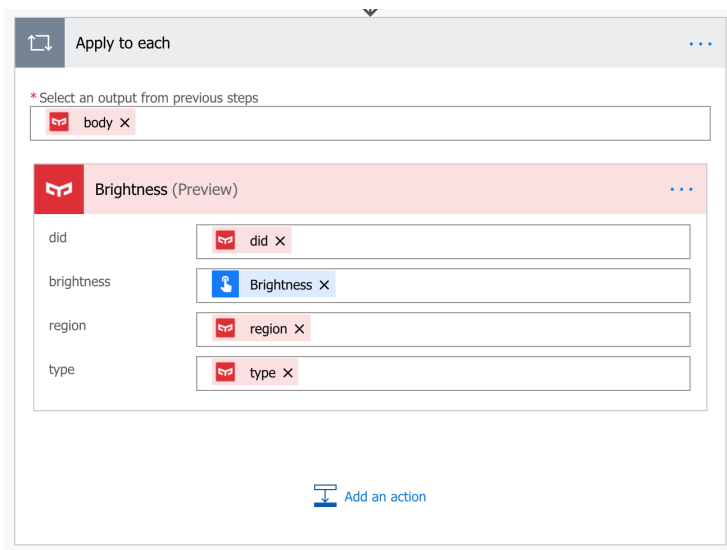 Apply to each
* Select an output from previous steps
body ×
Brightness (Preview)
did did ×
brightness Brightness ×
region region ×
type type ×
Add an action